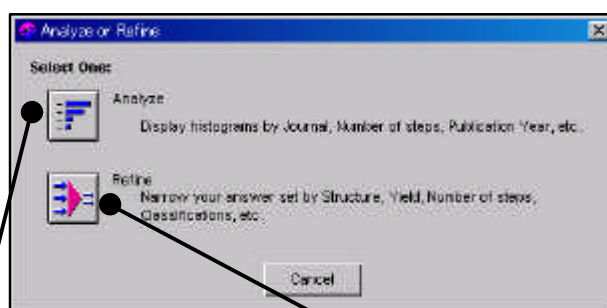 Analyze or Refine
Select One:
Analyze
Display histograms by Journal, Number of steps, Publication Year, etc.
Refine
Narrow your answer set by Structure, Yield, Number of steps,
Classifications, etc
Cancel